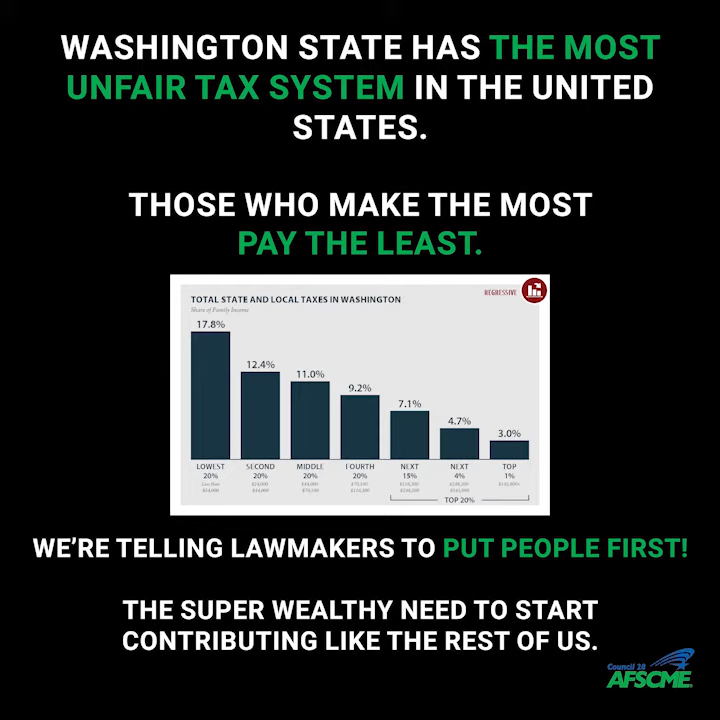 WASHINGTON STATE HAS THE MOST
UNFAIR TAX SYSTEM IN THE UNITED
STATES.
THOSE WHO MAKE THE MOST
PAY THE LEAST.
REGRESSIVE
TOTAL STATE AND LOCAL TAXES IN WASHINGTON
Share of Family Income
17.8%
12.4%
11.0%
9.2%
7.1%
4.7%
3.0%
LOWEST SECOND MIDDLE FOURTH NEXT NEXT TOP
20% 20% 20% 20% 15% 4% 1%
TOP 20%
WE’RE TELLING LAWMAKERS TO PUT PEOPLE FIRST!
THE SUPER WEALTHY NEED TO START
CONTRIBUTING LIKE THE REST OF US.
Council 28
AFSCME